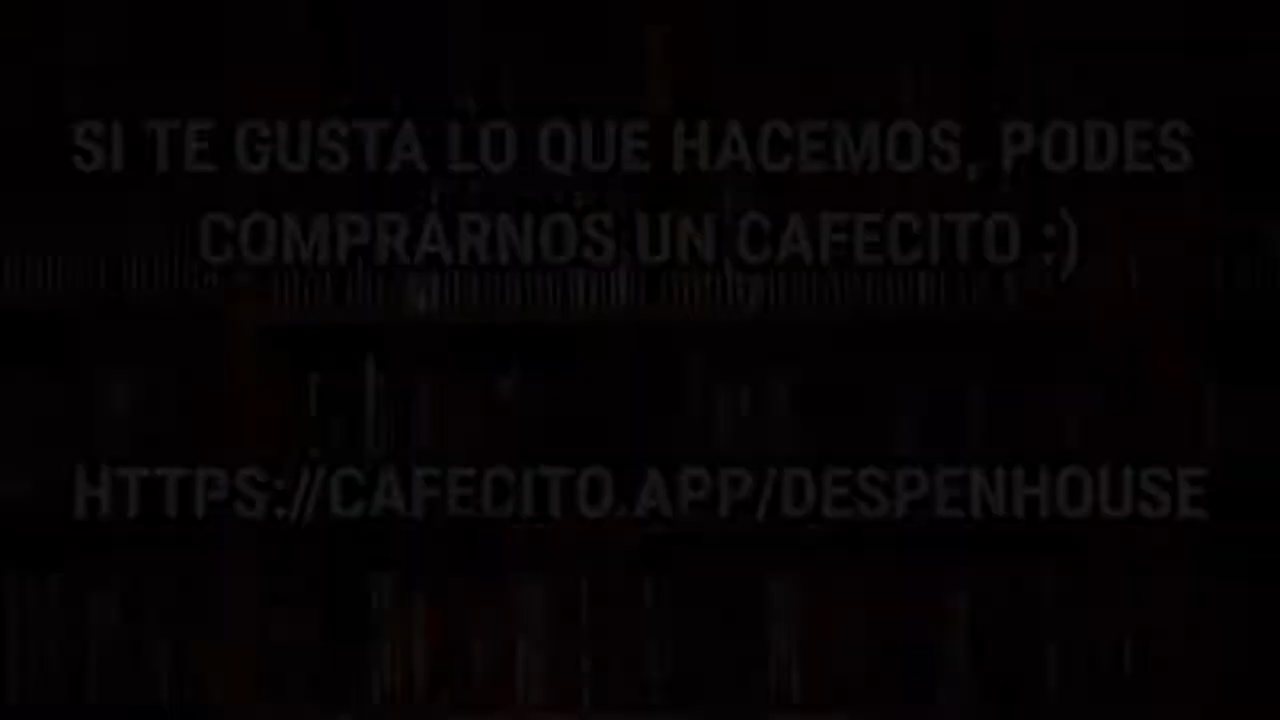 SI TE GUSTA LO QUE HACEMOS, PODES
COMPRARNOS UN CAFECITO :)
HTTPS://CAFECITO.APP/DESPENHOUSE